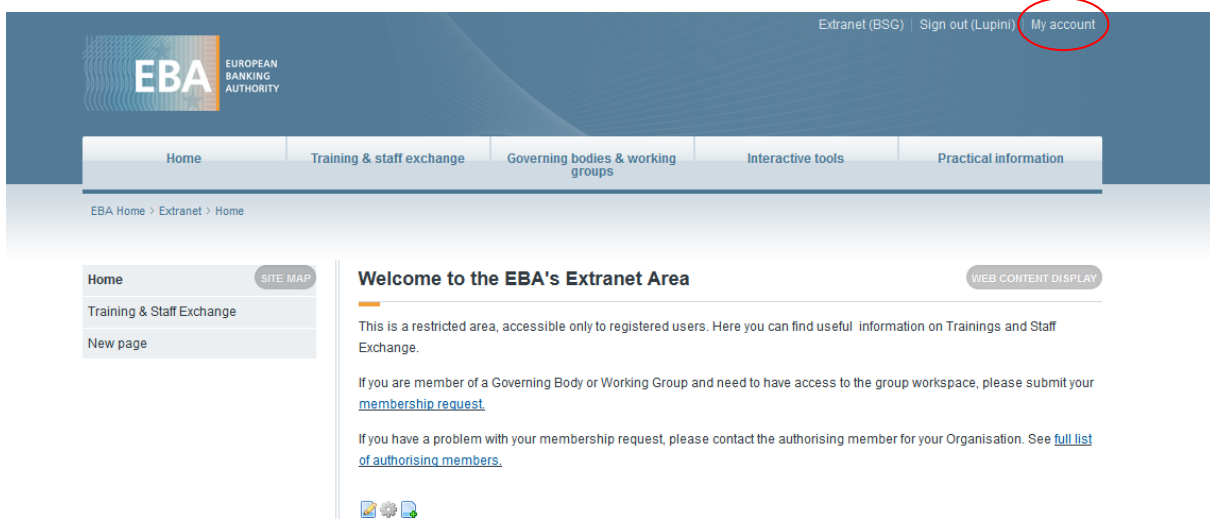 Extranet (BSG) | Sign out (Lupini) | My account
EBA
EUROPEAN
BANKING
AUTHORITY
Home
Training & staff exchange
Governing bodies & working
groups
Interactive tools
Practical information
EBA Home > Extranet > Home
Home
SITE MAP
Training & Staff Exchange
New page
Welcome to the EBA's Extranet Area
WEB CONTENT DISPLAY
This is a restricted area, accessible only to registered users. Here you can find useful information on Trainings and Staff
Exchange.
If you are member of a Governing Body or Working Group and need to have access to the group workspace, please submit your
membership request.
If you have a problem with your membership request, please contact the authorising member for your Organisation. See full list
of authorising members.